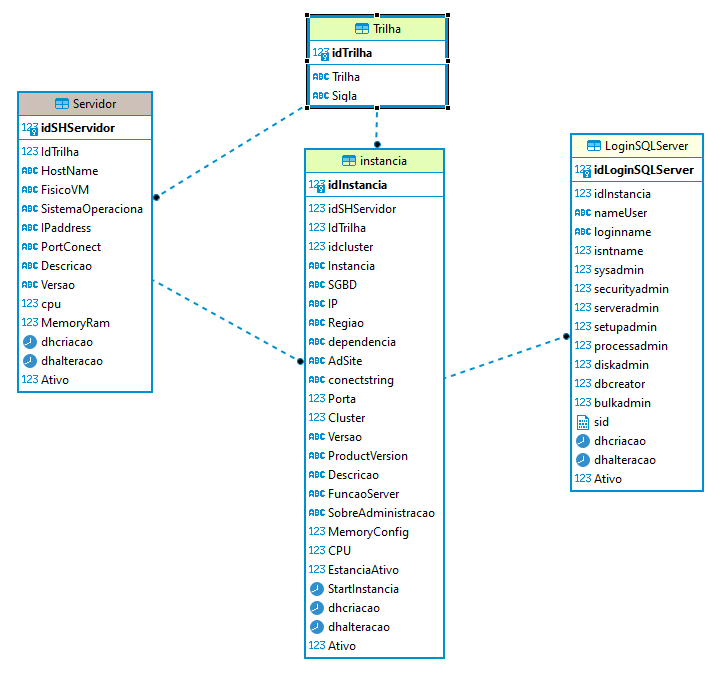 Trilha
123 idTrilha
ABC Trilha
ABC Sigla
Servidor
123 idSHServidor
123 IdTrilha
ABC HostName
ABC FisicoVM
ABC SistemaOperaciona
ABC IPaddress
ABC PortConect
ABC Descricao
ABC Versao
123 cpu
123 MemoryRam
dhcriacao
dhalteracao
123 Ativo
instancia
123 idInstancia
123 idSHServidor
123 IdTrilha
123 idcluster
ABC Instancia
ABC SGBD
ABC IP
ABC Regiao
ABC dependencia
ABC AdSite
ABC conectstring
123 Porta
123 Cluster
ABC Versao
ABC ProductVersion
ABC Descricao
ABC FuncaoServer
ABC SobreAdministracao
123 MemoryConfig
123 CPU
123 EstanciaAtivo
StartInstancia
dhcriacao
dhalteracao
123 Ativo
LoginSQLServer
123 idLoginSQLServer
123 idInstancia
ABC nameUser
ABC loginname
123 isntname
123 sysadmin
123 securityadmin
123 serveradmin
123 setupadmin
123 processadmin
123 diskadmin
123 dbcreator
123 bulkadmin
sid
dhcriacao
dhalteracao
123 Ativo